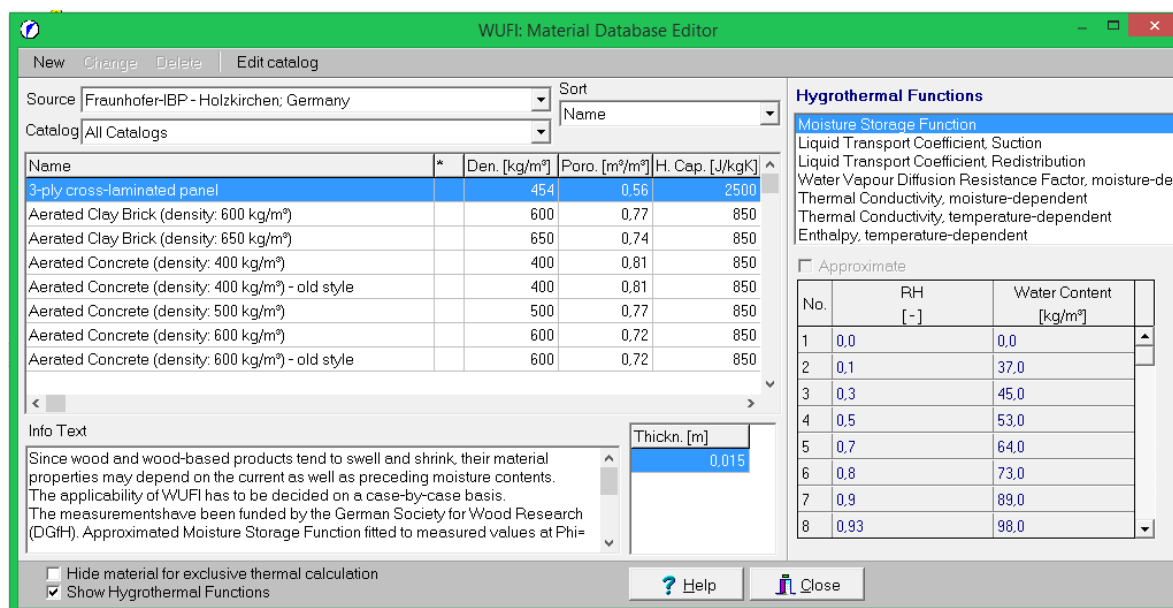 WUFI: Material Database Editor
New Change Delete Edit catalog
Source Fraunhofer-IBP - Holzkirchen; Germany
Sort
Name
Catalog All Catalogs
Name * Den. [kg/m³] Poro. [m³/m³] H. Cap. [J/kgK]
3-ply cross-laminated panel 454 0,56 2500
Aerated Clay Brick (density: 600 kg/m³) 600 0,77 850
Aerated Clay Brick (density: 650 kg/m³) 650 0,74 850
Aerated Concrete (density: 400 kg/m³) 400 0,81 850
Aerated Concrete (density: 400 kg/m³) - old style 400 0,81 850
Aerated Concrete (density: 500 kg/m³) 500 0,77 850
Aerated Concrete (density: 600 kg/m³) 600 0,72 850
Aerated Concrete (density: 600 kg/m³) - old style 600 0,72 850
Info Text
Since wood and wood-based products tend to swell and shrink, their material
properties may depend on the current as well as preceding moisture contents.
The applicability of WUFI has to be decided on a case-by-case basis.
The measurementshave been funded by the German Society for Wood Research
(DGfH). Approximated Moisture Storage Function fitted to measured values at Phi=
Thickn. [m]
0,015
Hygrothermal Functions
Moisture Storage Function
Liquid Transport Coefficient, Suction
Liquid Transport Coefficient, Redistribution
Water Vapour Diffusion Resistance Factor, moisture-de
Thermal Conductivity, moisture-dependent
Thermal Conductivity, temperature-dependent
Enthalpy, temperature-dependent
Approximate
No. RH [-] Water Content [kg/m³]
1 0,0 0,0
2 0,1 37,0
3 0,3 45,0
4 0,5 53,0
5 0,7 64,0
6 0,8 73,0
7 0,9 89,0
8 0,93 98,0
Hide material for exclusive thermal calculation
Show Hygrothermal Functions
? Help
Close